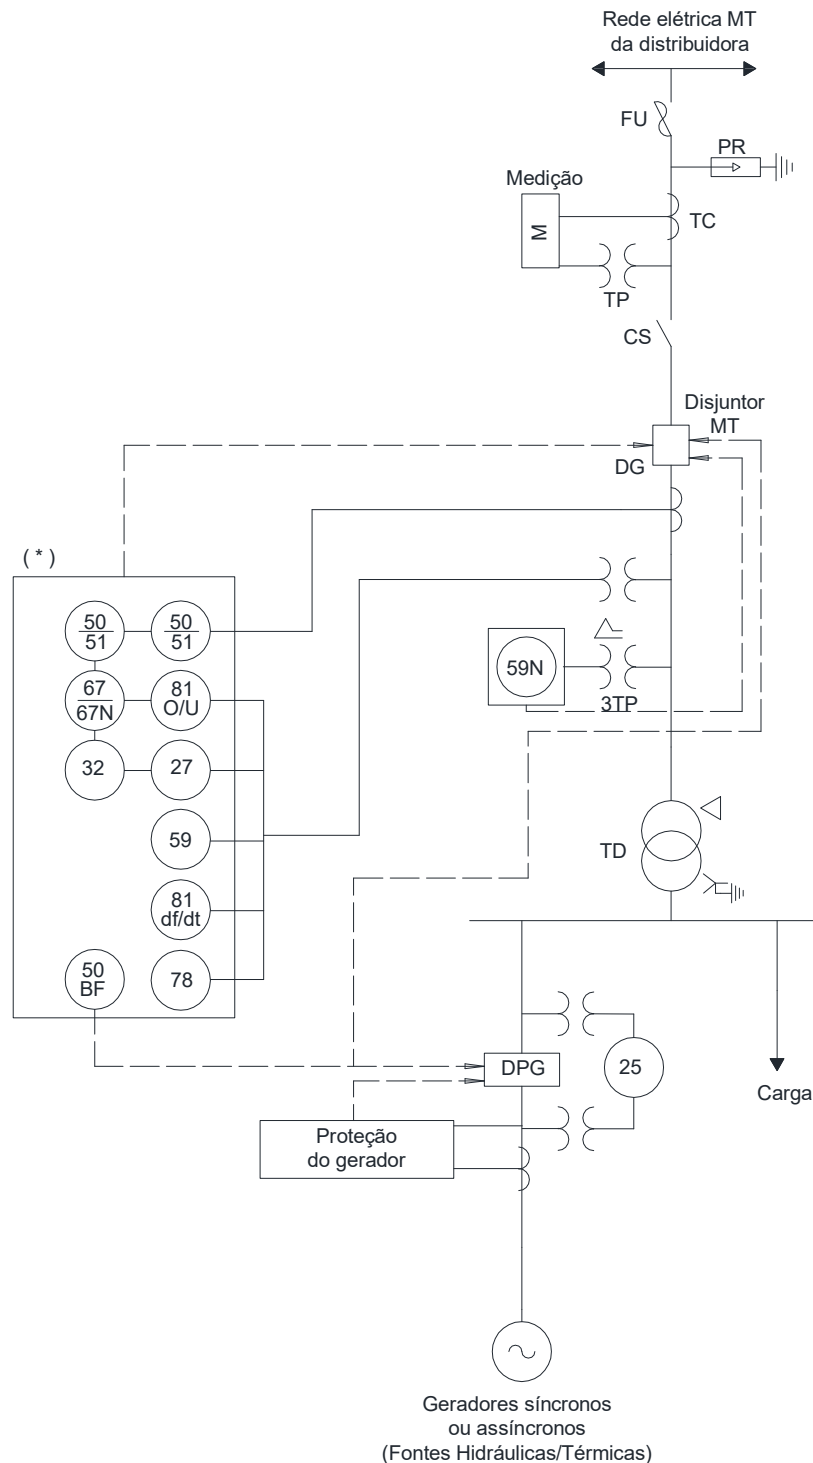 Rede elétrica MT
da distribuidora
FU
PR
Medição
M
TC
TP
CS
Disjuntor
MT
DG
( * )
50
51
50
51
67
67N
81
O/U
59N
3TP
32
27
59
TD
81
df/dt
50
BF
78
DPG
25
Carga
Proteção
do gerador
Geradores síncronos
ou assíncronos
(Fontes Hidráulicas/Térmicas)